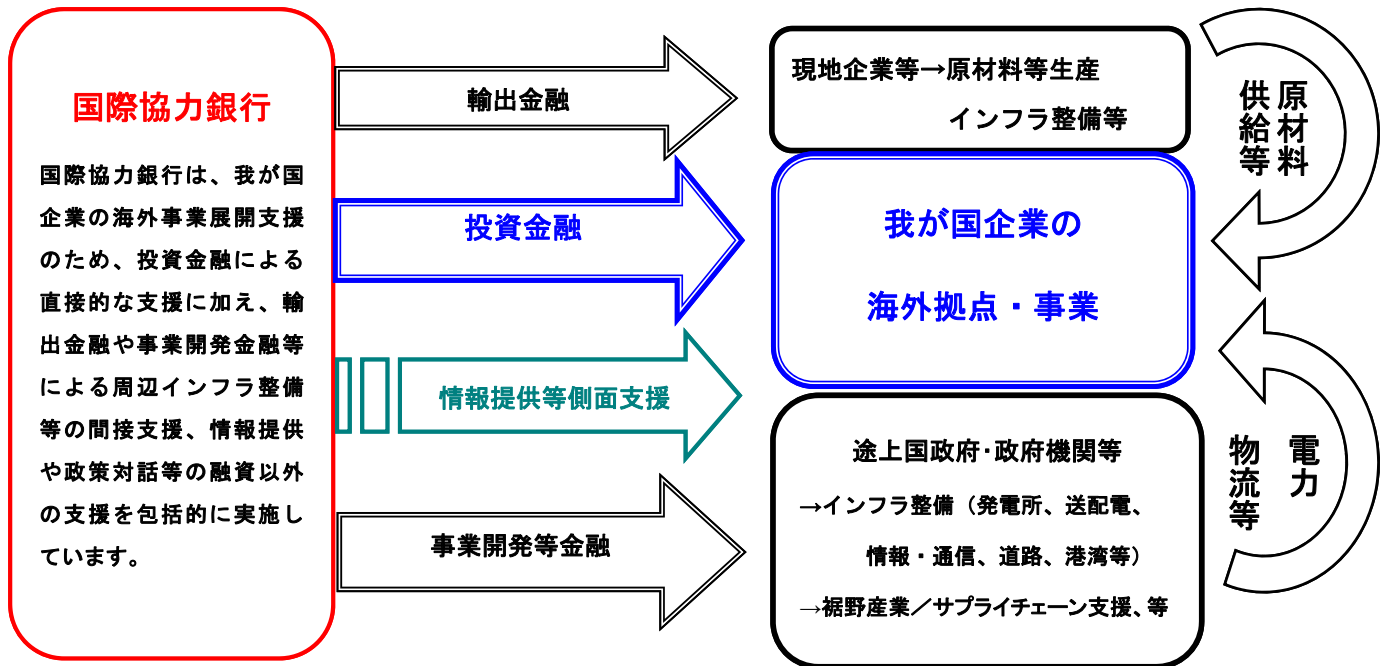 国際協力銀行
国際協力銀行は、我が国
企業の海外事業展開支援
のため、投資金融による
直接的な支援に加え、輸
出金融や事業開発金融等
による周辺インフラ整備
等の間接支援、情報提供
や政策対話等の融資以外
の支援を包括的に実施し
ています。
輸出金融
投資金融
情報提供等側面支援
事業開発等金融
現地企業等→原材料等生産
インフラ整備等
我が国企業の
海外拠点・事業
途上国政府・政府機関等
→インフラ整備（発電所、送配電、
情報・通信、道路、港湾等）
→裾野産業／サプライチェーン支援、等
原材料
供給等
電力
物流等